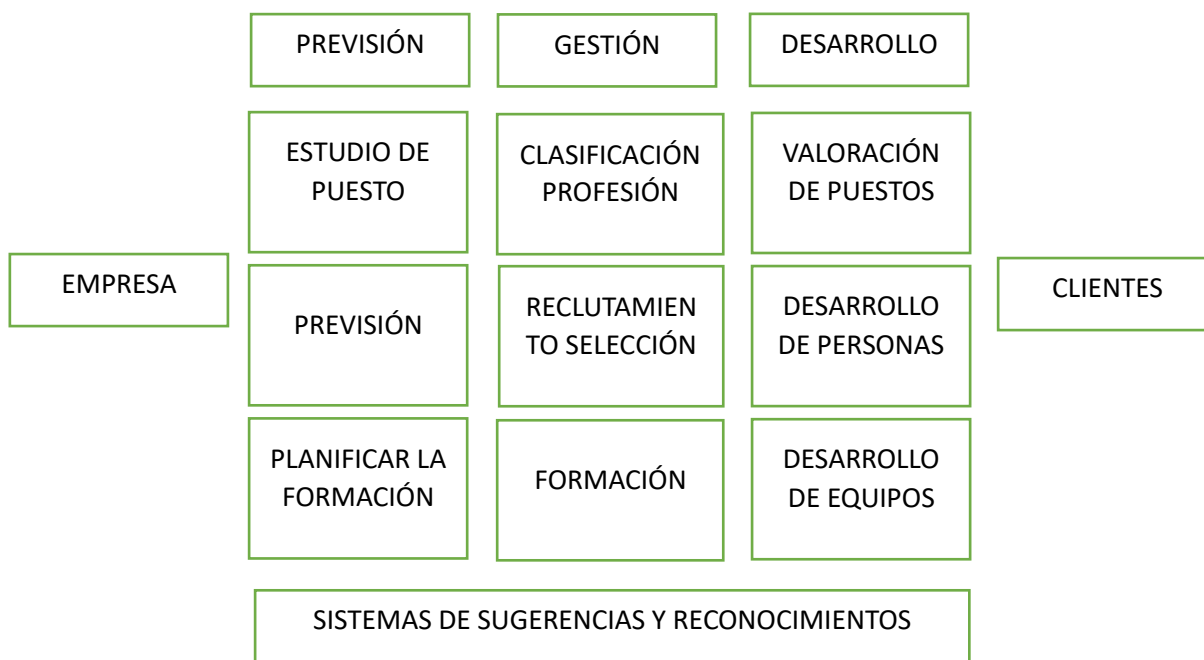 PREVISIÓN
GESTIÓN
DESARROLLO
ESTUDIO DE
PUESTO
CLASIFICACIÓN
PROFESIÓN
VALORACIÓN
DE PUESTOS
EMPRESA
PREVISIÓN
RECLUTAMIEN
TO SELECCIÓN
DESARROLLO
DE PERSONAS
CLIENTES
PLANIFICAR LA
FORMACIÓN
FORMACIÓN
DESARROLLO
DE EQUIPOS
SISTEMAS DE SUGERENCIAS Y RECONOCIMIENTOS